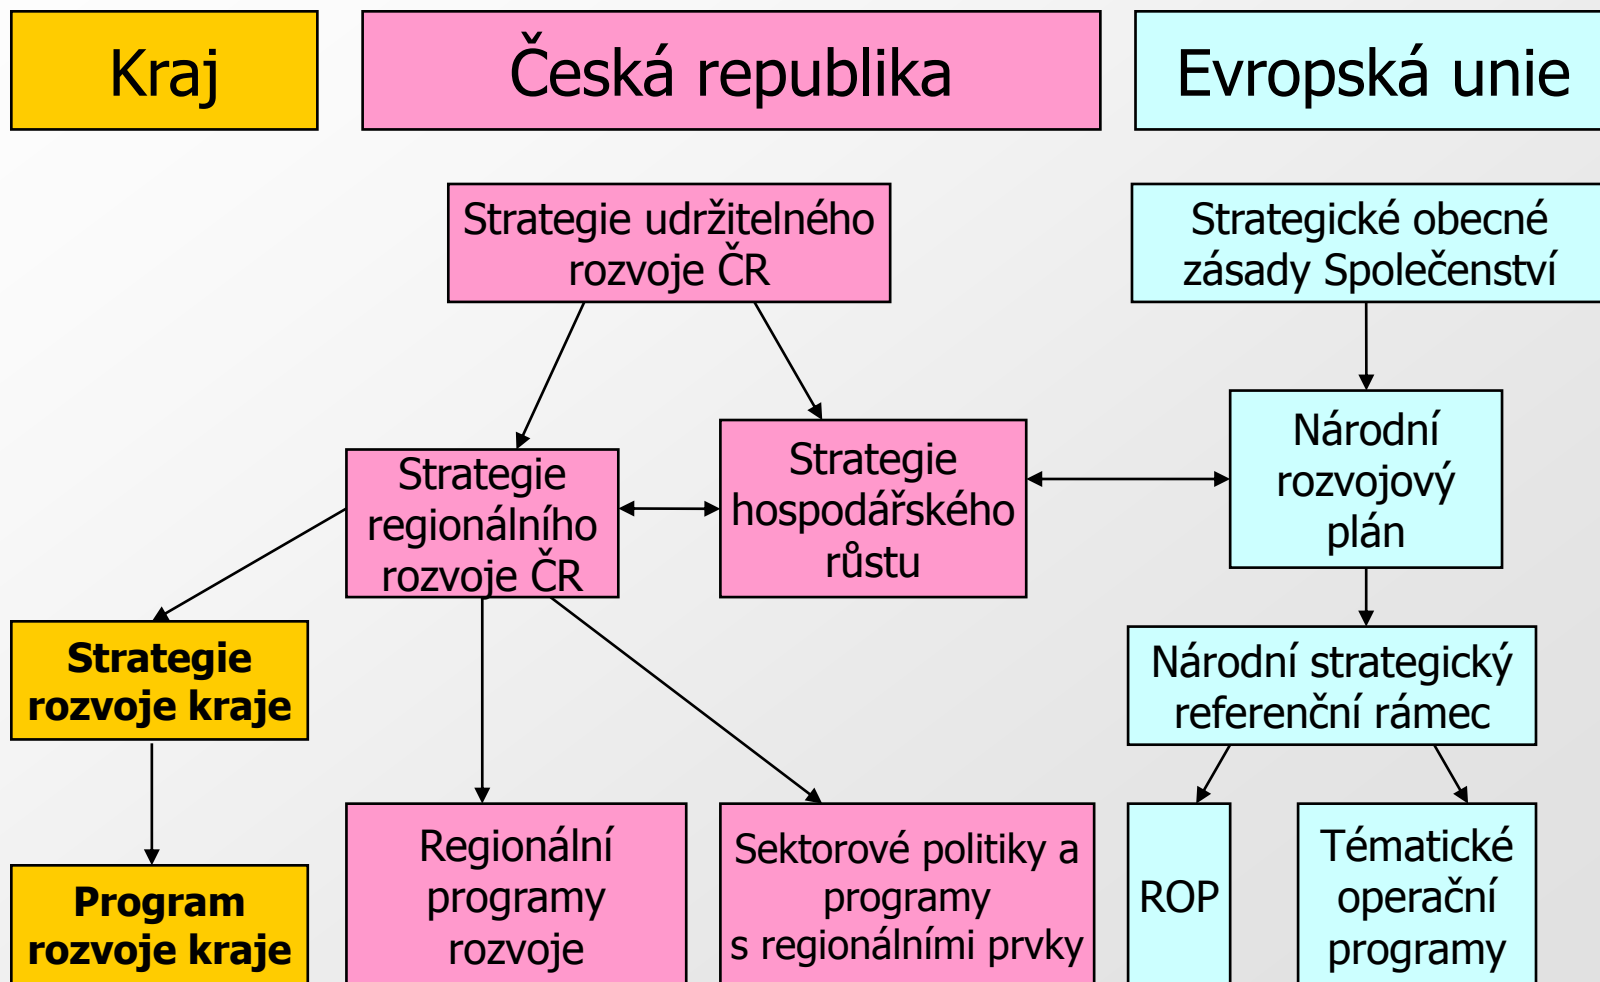 Kraj
Česká republika
Evropská unie
Strategie udržitelného
rozvoje ČR
Strategické obecné
zásady Společenství
Strategie
regionálního
rozvoje ČR
Strategie
hospodářského
růstu
Národní
rozvojový
plán
Strategie
rozvoje kraje
Národní strategický
referenční rámec
Program
rozvoje kraje
Regionální
programy
rozvoje
Sektorové politiky a
programy
s regionálními prvky
ROP
Tématické
operační
programy